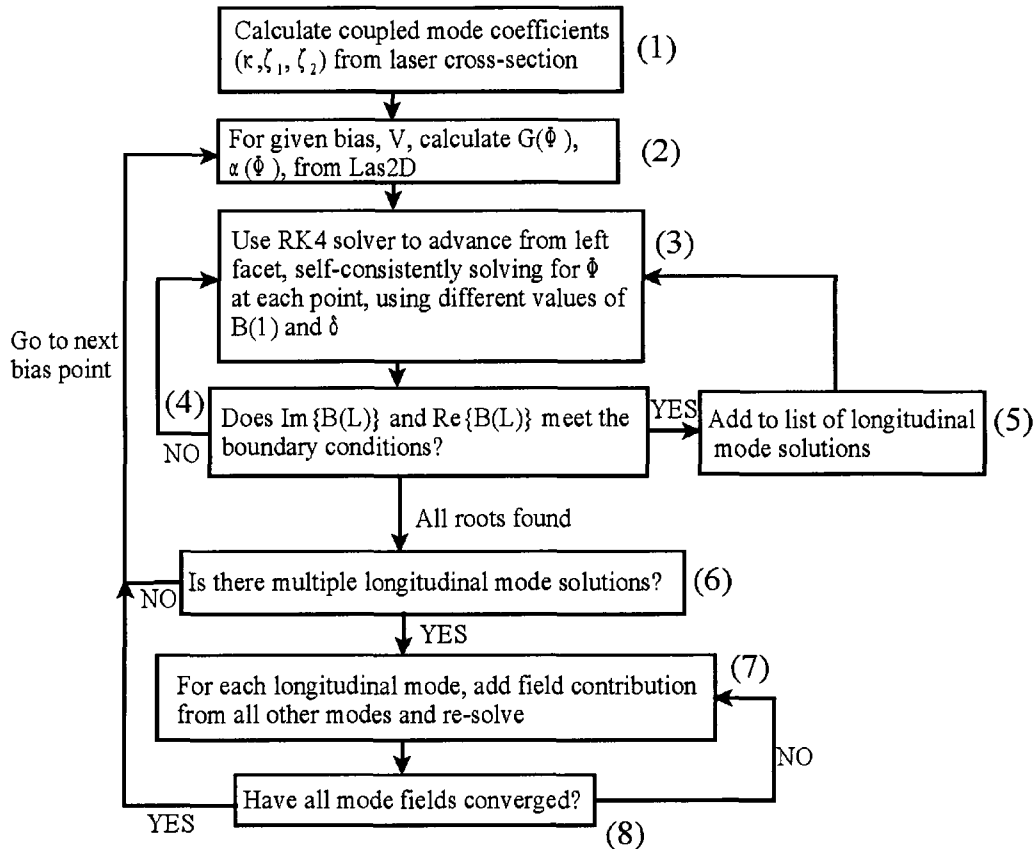 Calculate coupled mode coefficients
(κ,ζ₁, ζ₂) from laser cross-section
(1)
For given bias, V, calculate G(Φ),
α(Φ), from Las2D
(2)
Use RK4 solver to advance from left
facet, self-consistently solving for Φ
at each point, using different values of
B(1) and δ
(3)
Go to next
bias point
(4)
NO
Does Im{B(L)} and Re{B(L)} meet the
boundary conditions?
YES
Add to list of longitudinal
mode solutions
(5)
All roots found
Is there multiple longitudinal mode solutions?
(6)
NO
YES
(7)
For each longitudinal mode, add field contribution
from all other modes and re-solve
NO
Have all mode fields converged?
YES
(8)